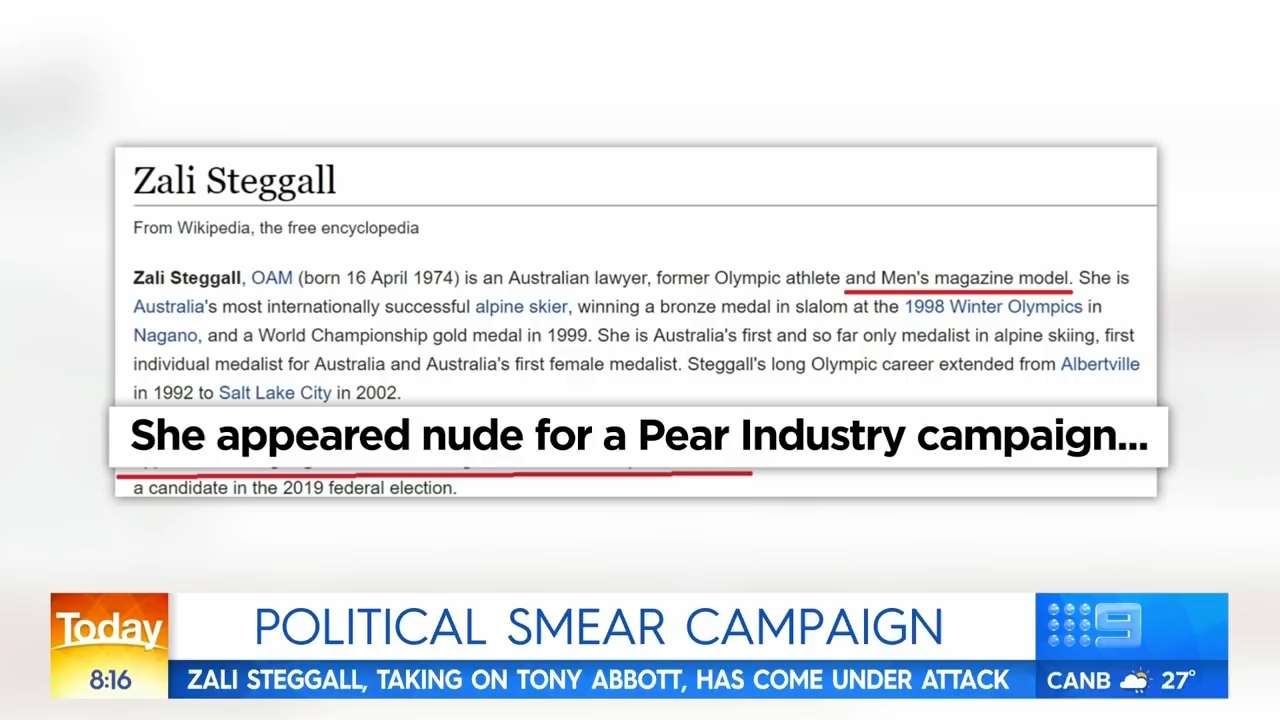 Zali Steggall
From Wikipedia, the free encyclopedia
Zali Steggall, OAM (born 16 April 1974) is an Australian lawyer, former Olympic athlete and Men's magazine model. She is
Australia's most internationally successful alpine skier, winning a bronze medal in slalom at the 1998 Winter Olympics in
Nagano, and a World Championship gold medal in 1999. She is Australia's first and so far only medalist in alpine skiing, first
individual medalist for Australia and Australia's first female medalist. Steggall's long Olympic career extended from Albertville
in 1992 to Salt Lake City in 2002.
She appeared nude for a Pear Industry campaign...
a candidate in the 2019 federal election.
Today
8:16
POLITICAL SMEAR CAMPAIGN
9
ZALI STEGGALL, TAKING ON TONY ABBOTT, HAS COME UNDER ATTACK
CANB 27°